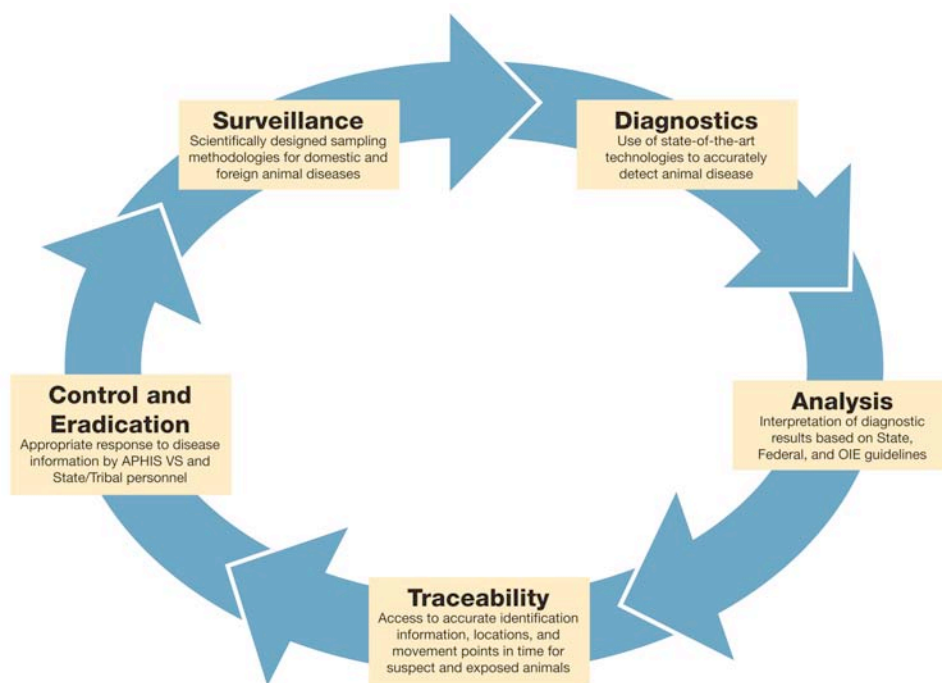 Surveillance
Scientifically designed sampling
methodologies for domestic and
foreign animal diseases
Diagnostics
Use of state-of-the-art
technologies to accurately
detect animal disease
Analysis
Interpretation of diagnostic
results based on State,
Federal, and OIE guidelines
Traceability
Access to accurate identification
information, locations, and
movement points in time for
suspect and exposed animals
Control and
Eradication
Appropriate response to disease
information by APHIS VS and
State/Tribal personnel